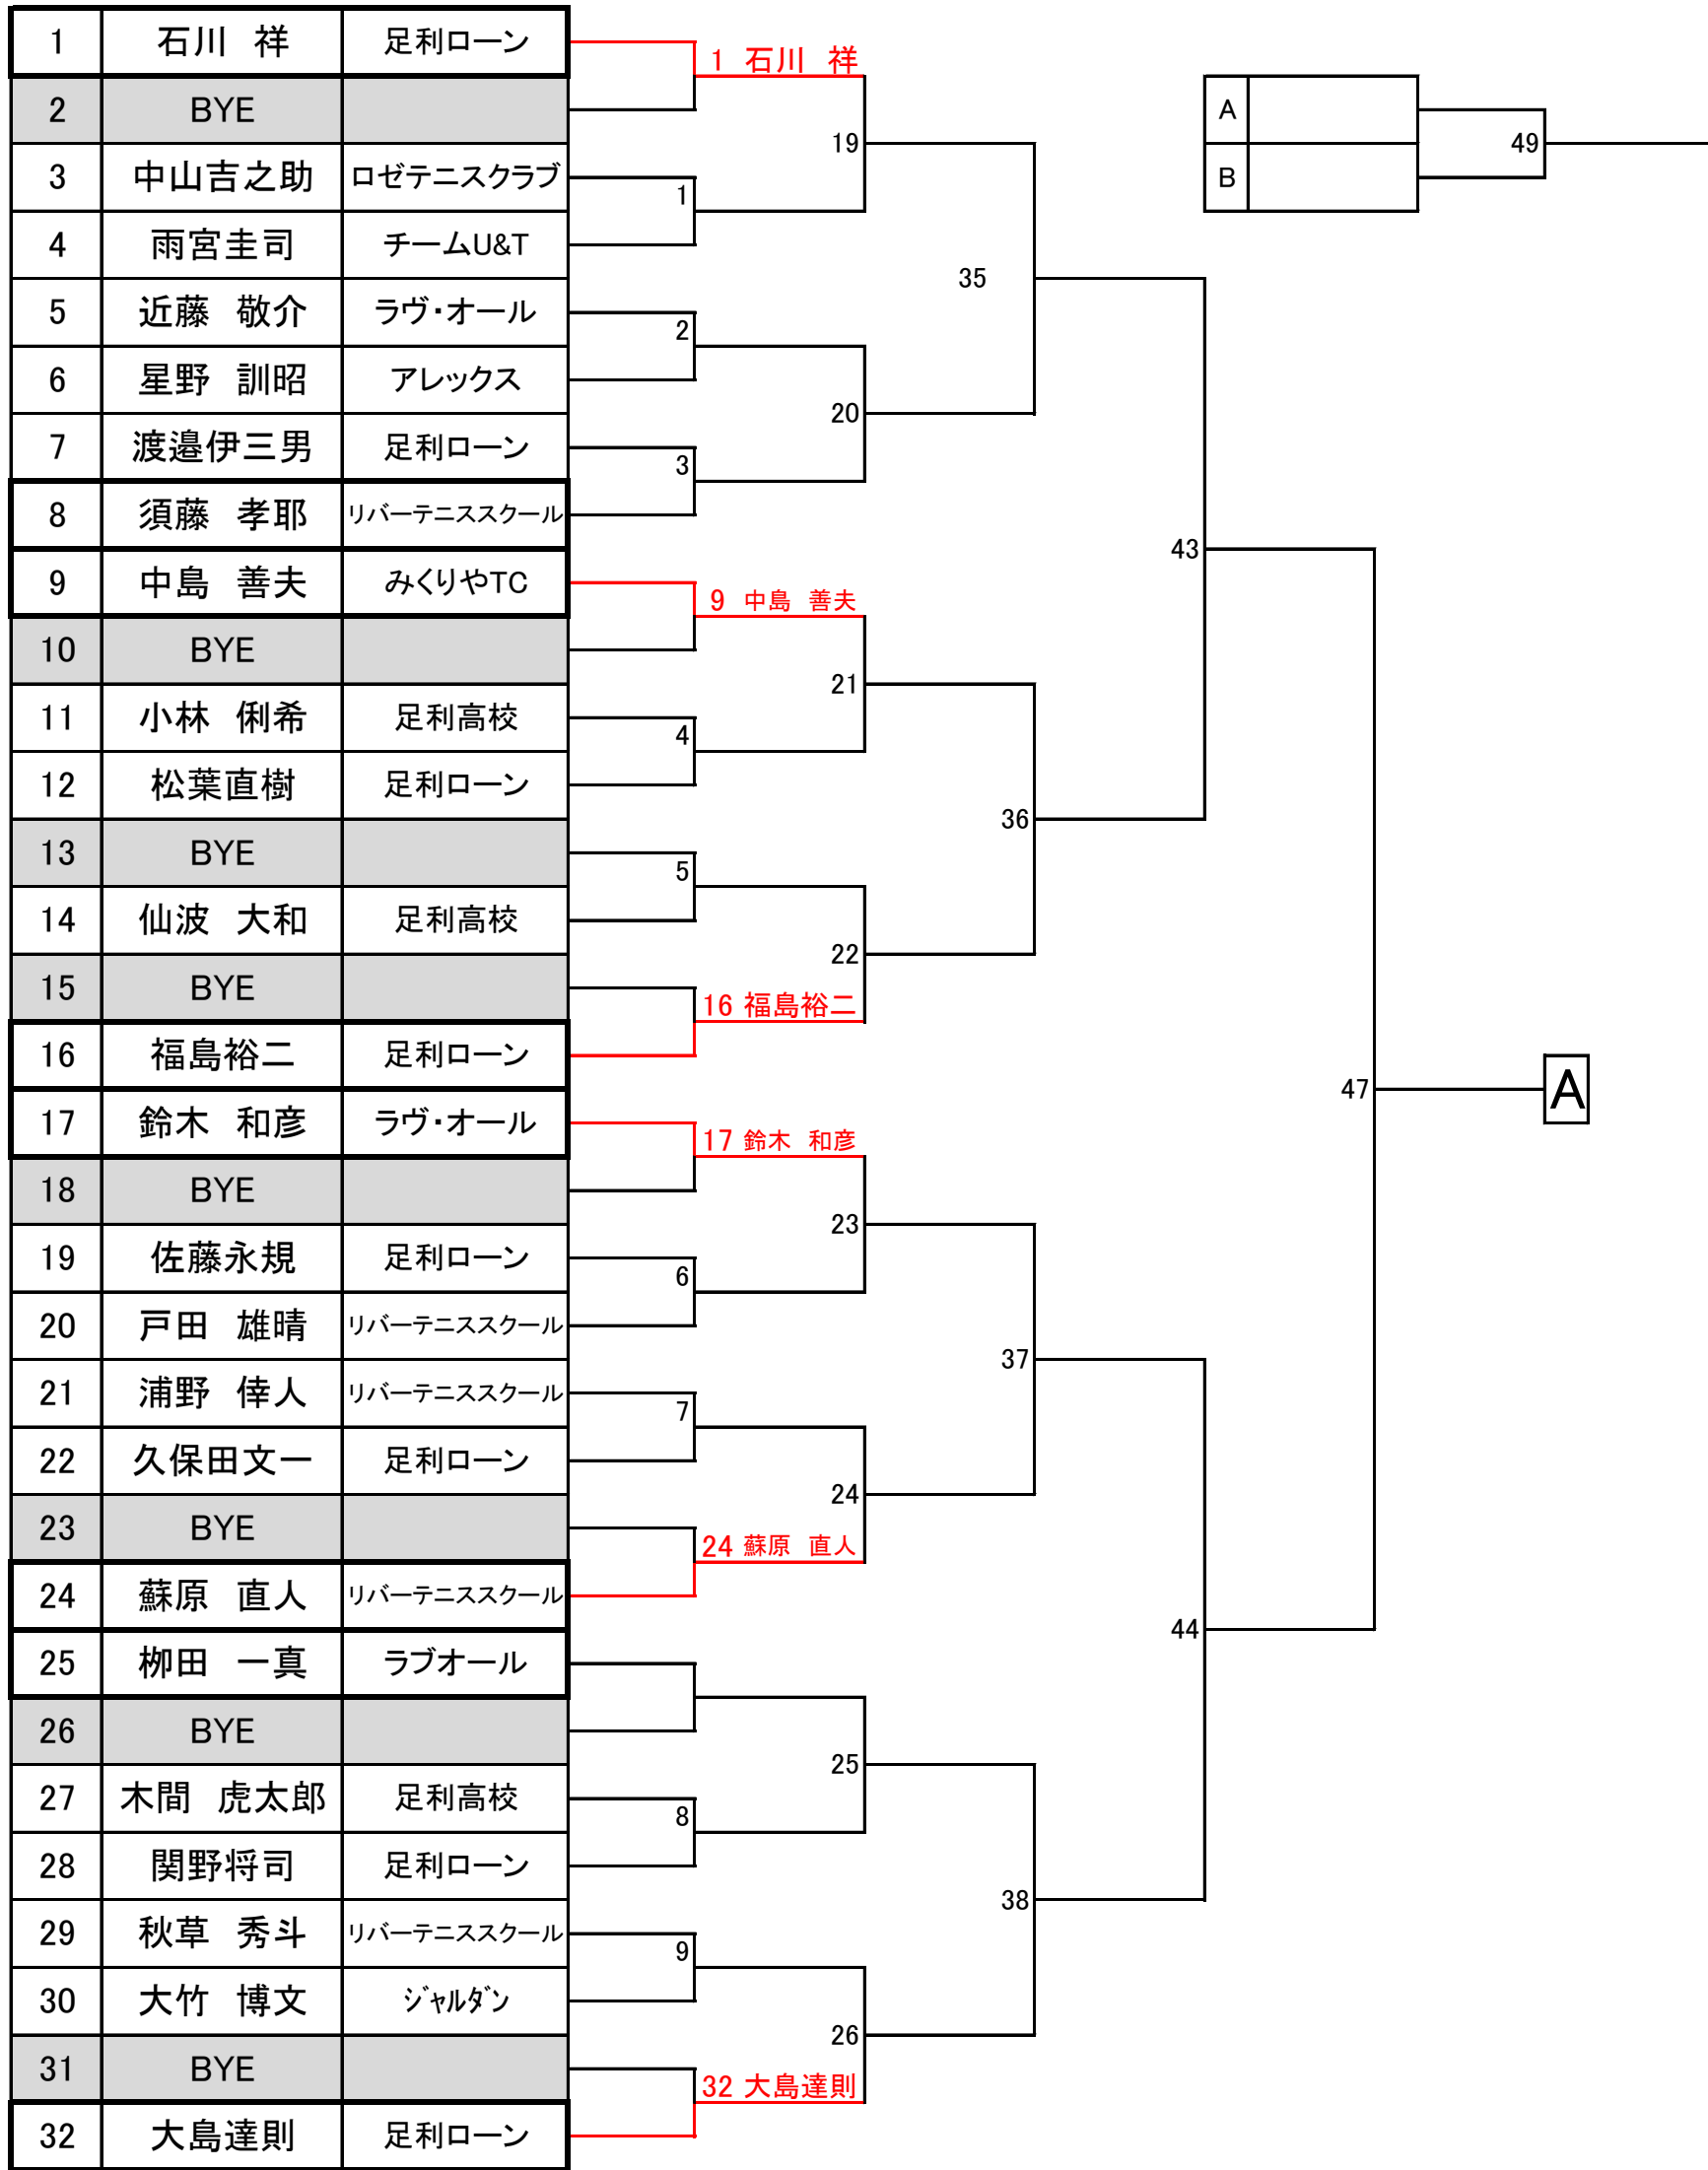 1 石川　祥 足利ローン
2 BYE
3 中山吉之助 ロゼテニスクラブ
4 雨宮圭司 チームU&T
5 近藤　敬介 ラヴ・オール
6 星野　訓昭 アレックス
7 渡邉伊三男 足利ローン
8 須藤　孝耶 リバーテニススクール
9 中島　善夫 みくりやTC
10 BYE
11 小林　俐希 足利高校
12 松葉直樹 足利ローン
13 BYE
14 仙波　大和 足利高校
15 BYE
16 福島裕二 足利ローン
17 鈴木　和彦 ラヴ・オール
18 BYE
19 佐藤永規 足利ローン
20 戸田　雄晴 リバーテニススクール
21 浦野　倖人 リバーテニススクール
22 久保田文一 足利ローン
23 BYE
24 蘇原　直人 リバーテニススクール
25 栁田　一真 ラブオール
26 BYE
27 木間　虎太郎 足利高校
28 関野将司 足利ローン
29 秋草　秀斗 リバーテニススクール
30 大竹　博文 ジャルダン
31 BYE
32 大島達則 足利ローン
1 石川　祥
1
2
3
9 中島　善夫
4
5
16 福島裕二
17 鈴木　和彦
6
7
24 蘇原　直人
8
9
32 大島達則
19
20
21
22
23
24
25
26
35
36
37
38
43
44
47
A
A
B
49